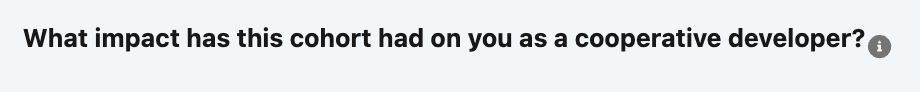 What impact has this cohort had on you as a cooperative developer?